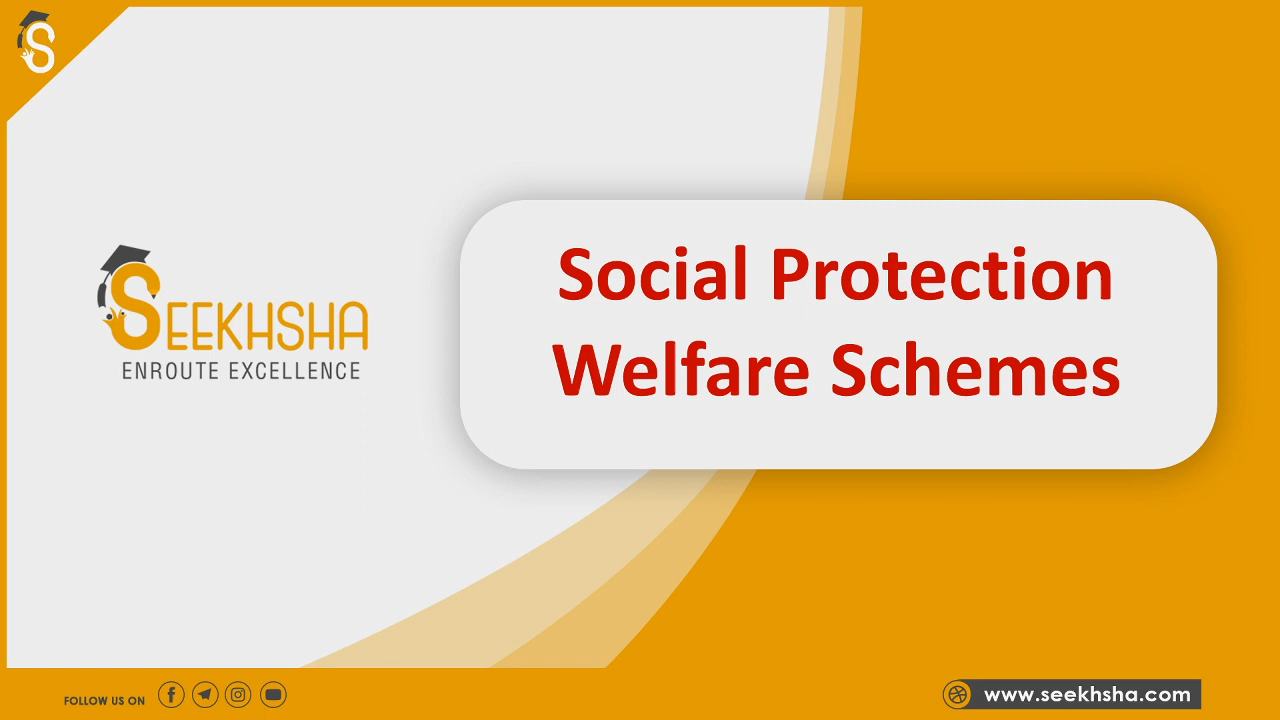 S
SEEKHSHA
ENROUTE EXCELLENCE
Social Protection
Welfare Schemes
FOLLOW US ON
www.seekhsha.com